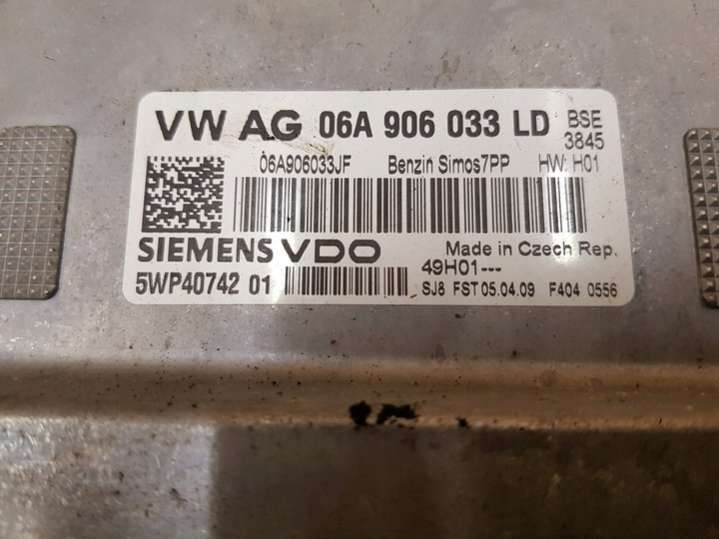 VW AG 06A 906 033 LD BSE
3845
06A906033JF Benzin Simos7PP HW: H01
SIEMENS VDO Made in Czech Rep.
49H01---
5WP40742 01 SJ8 FST 05.04.09 F404 0556